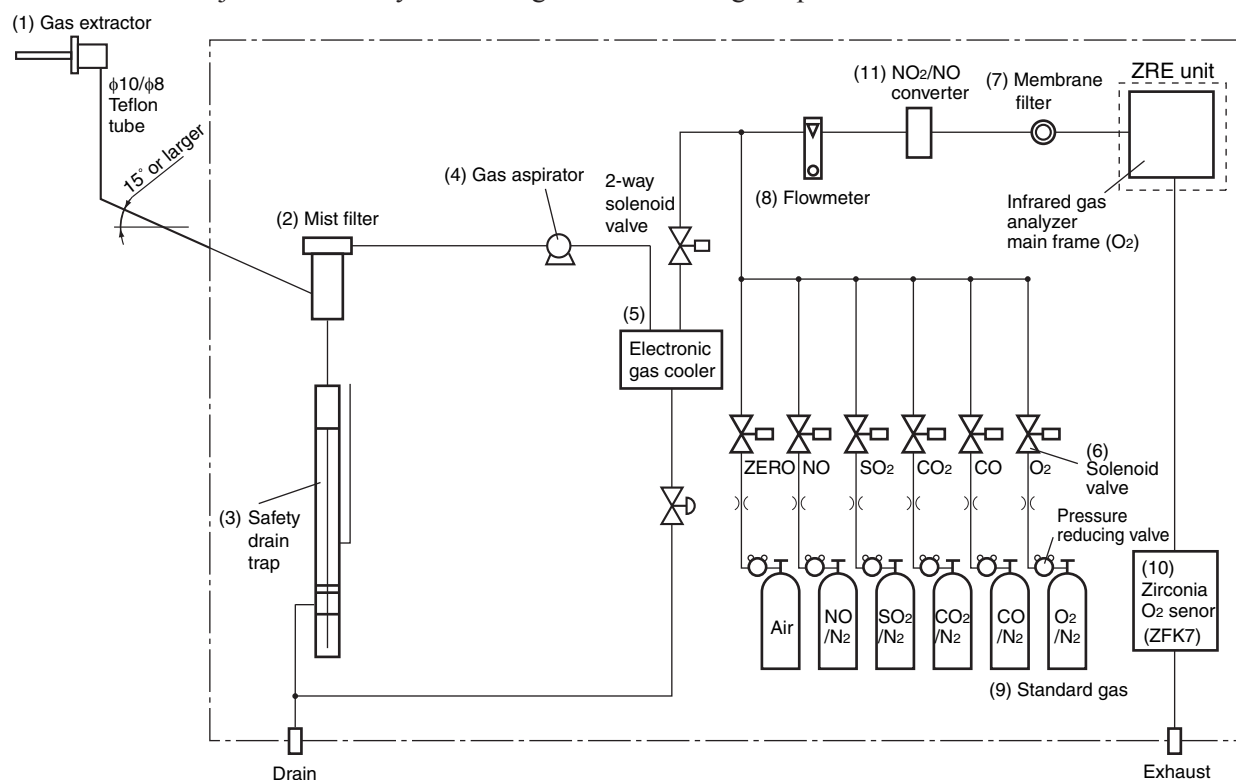 (1) Gas extractor
ϕ10/ϕ8
Teflon
tube
15° or larger
(2) Mist filter
(3) Safety
drain
trap
(4) Gas aspirator
2-way
solenoid
valve
(5)
Electronic
gas cooler
(11) NO₂/NO
converter
(7) Membrane
filter
ZRE unit
(8) Flowmeter
Infrared gas
analyzer
main frame (O₂)
ZERO NO SO₂ CO₂ CO O₂
(6)
Solenoid
valve
Pressure
reducing valve
Air
NO
/N₂
SO₂
/N₂
CO₂
/N₂
CO
/N₂
O₂
/N₂
(9) Standard gas
(10)
Zirconia
O₂ senor
(ZFK7)
Drain
Exhaust